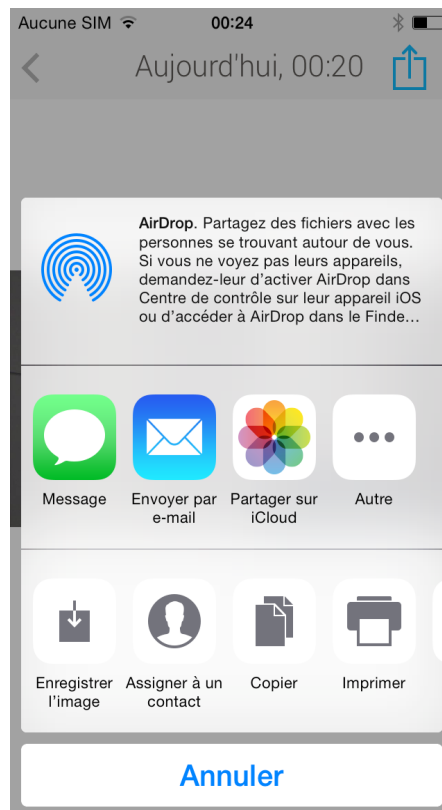 Aucune SIM 00:24
Aujourd'hui, 00:20
AirDrop. Partagez des fichiers avec les
personnes se trouvant autour de vous.
Si vous ne voyez pas leurs appareils,
demandez-leur d’activer AirDrop dans
Centre de contrôle sur leur appareil iOS
ou d’accéder à AirDrop dans le Finde...
Message
Envoyer par
e-mail
Partager sur
iCloud
Autre
Enregistrer
l’image
Assigner à un
contact
Copier
Imprimer
Annuler